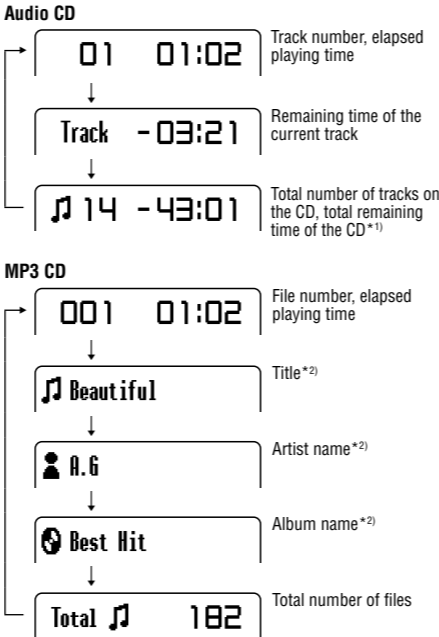 Audio CD
01 01:02
Track number, elapsed
playing time
Track -03:21
Remaining time of the
current track
14 -43:01
Total number of tracks on
the CD, total remaining
time of the CD*1)
MP3 CD
001 01:02
File number, elapsed
playing time
Beautiful
Title*2)
A.G
Artist name*2)
Best Hit
Album name*2)
Total 182
Total number of files